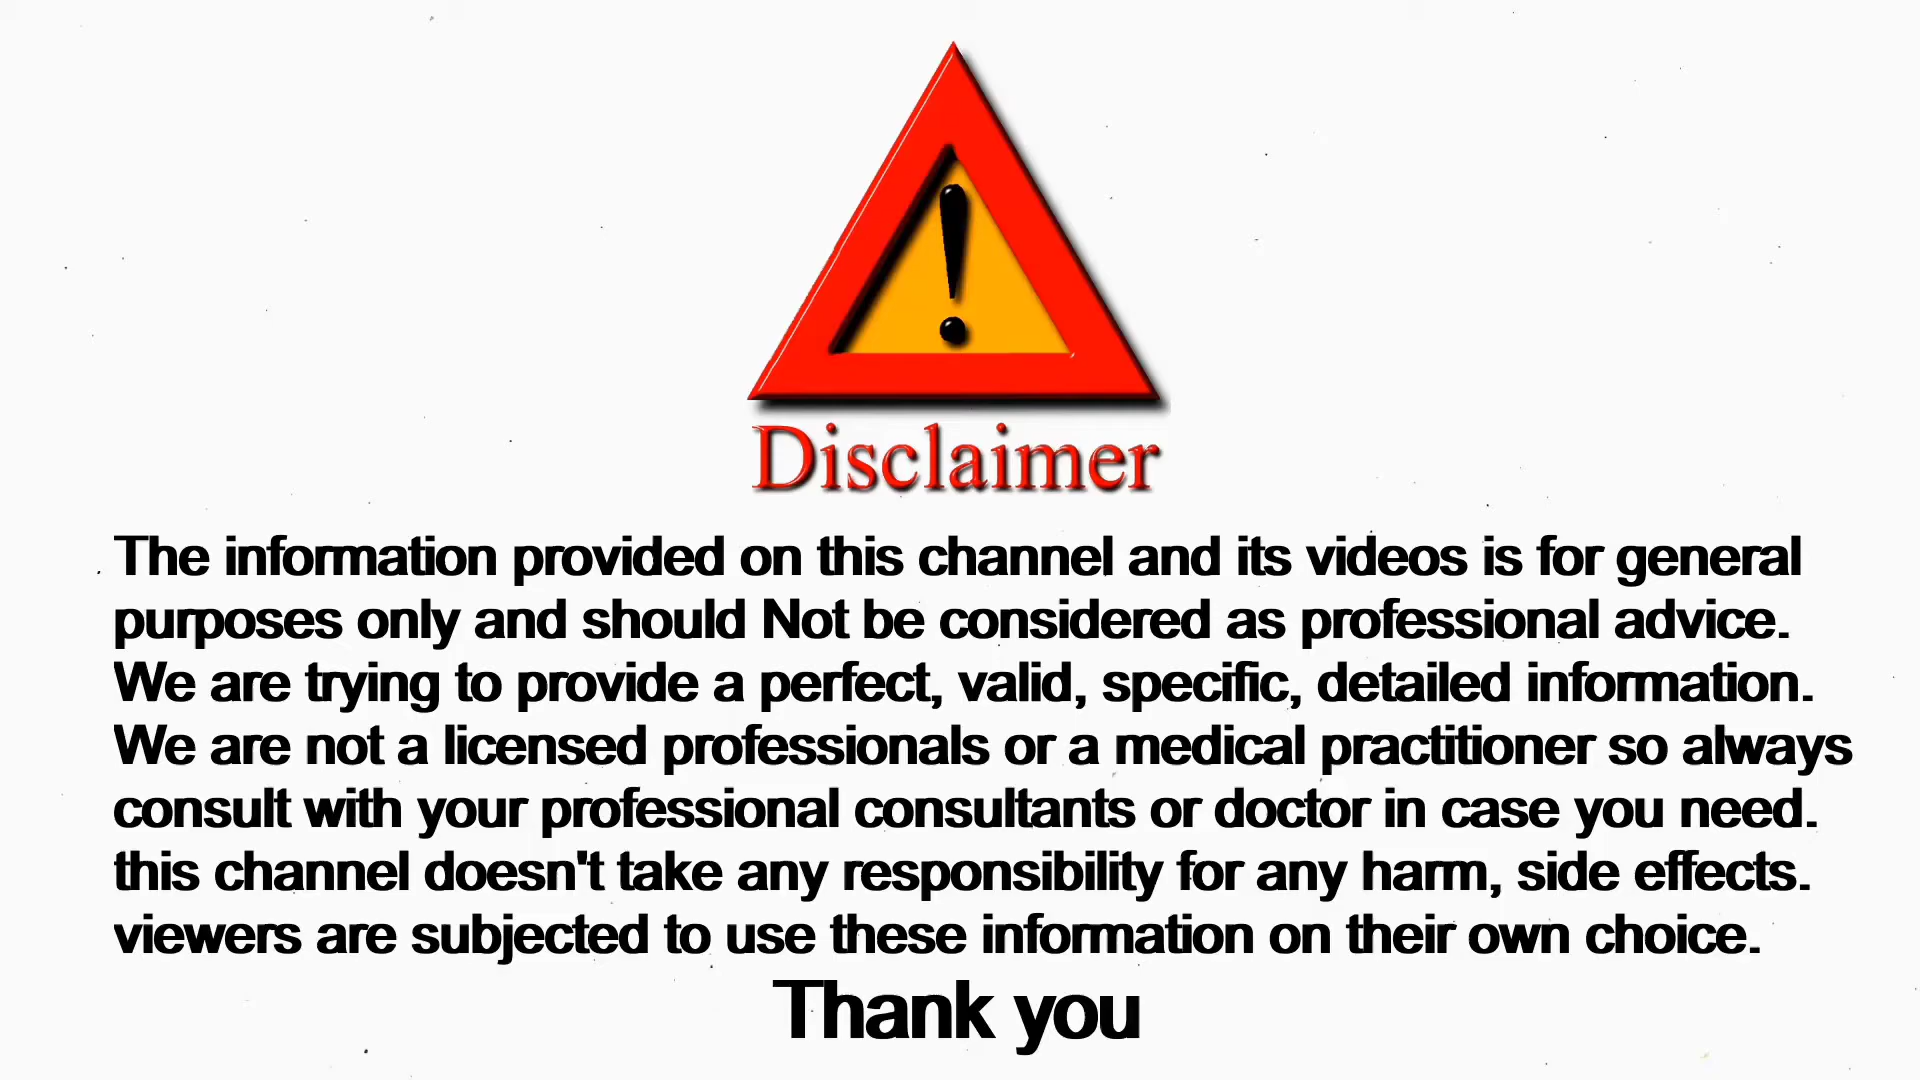 Disclaimer
The information provided on this channel and its videos is for general
purposes only and should Not be considered as professional advice.
We are trying to provide a perfect, valid, specific, detailed information.
We are not a licensed professionals or a medical practitioner so always
consult with your professional consultants or doctor in case you need.
this channel doesn't take any responsibility for any harm, side effects.
viewers are subjected to use these information on their own choice.
Thank you